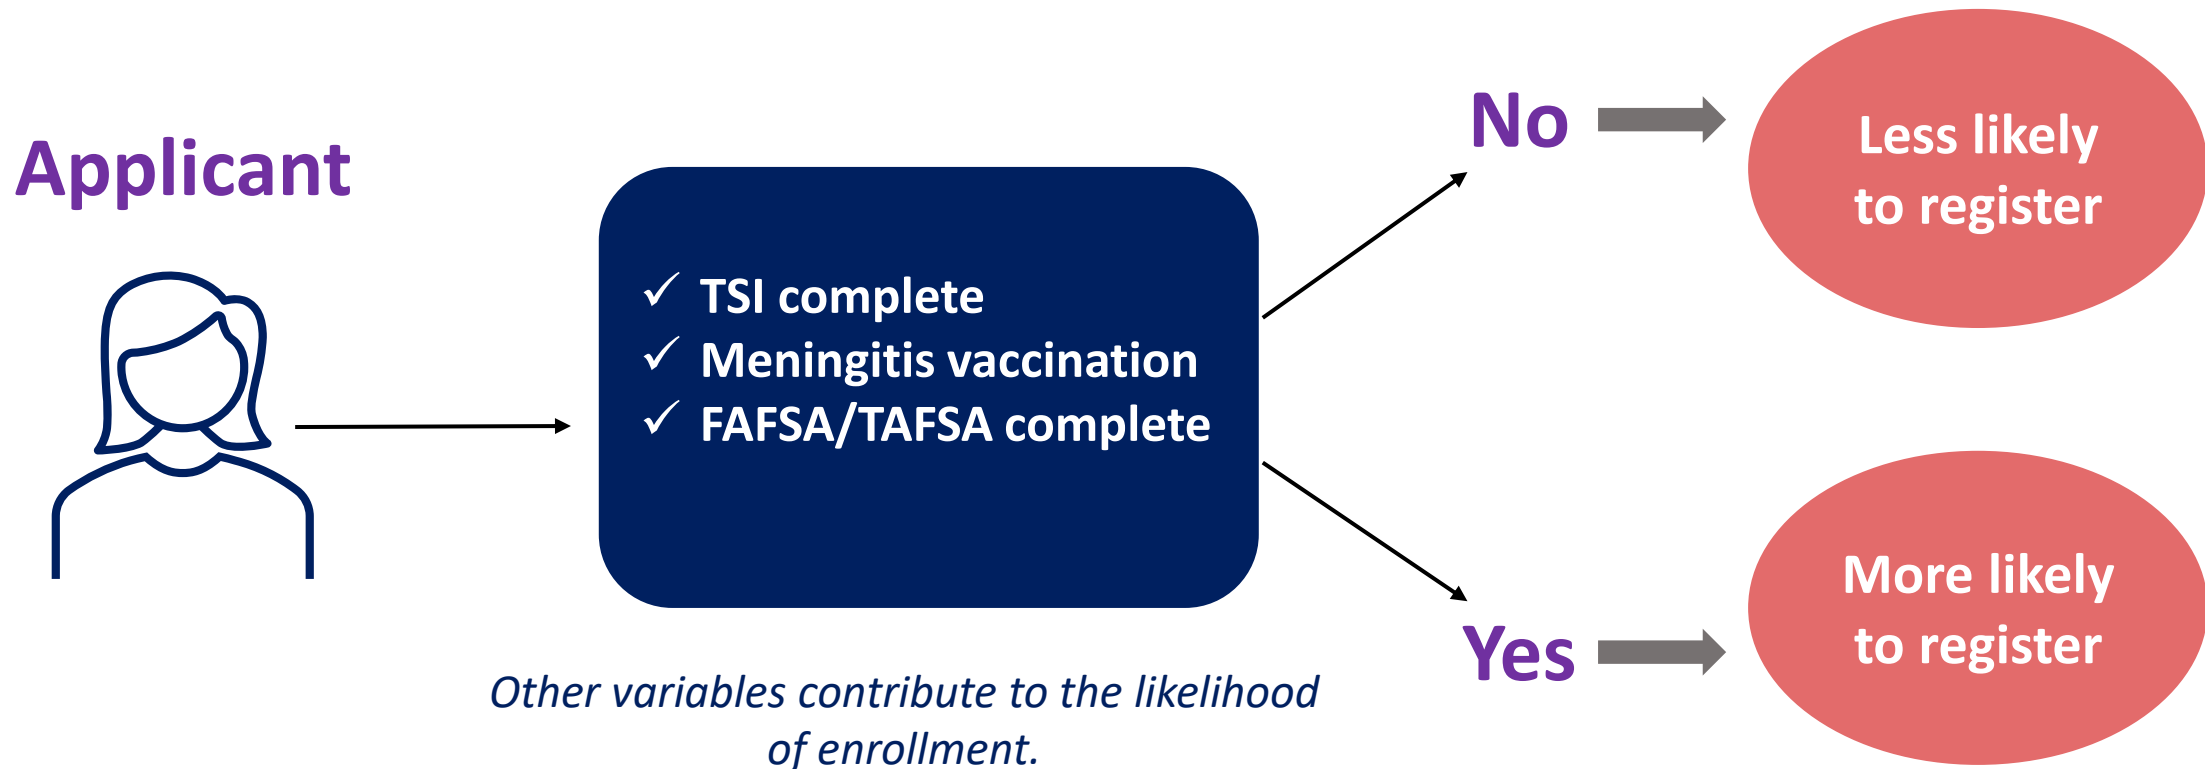 Applicant
✓ TSI complete
✓ Meningitis vaccination
✓ FAFSA/TAFSA complete
Other variables contribute to the likelihood
of enrollment.
No
Less likely
to register
Yes
More likely
to register